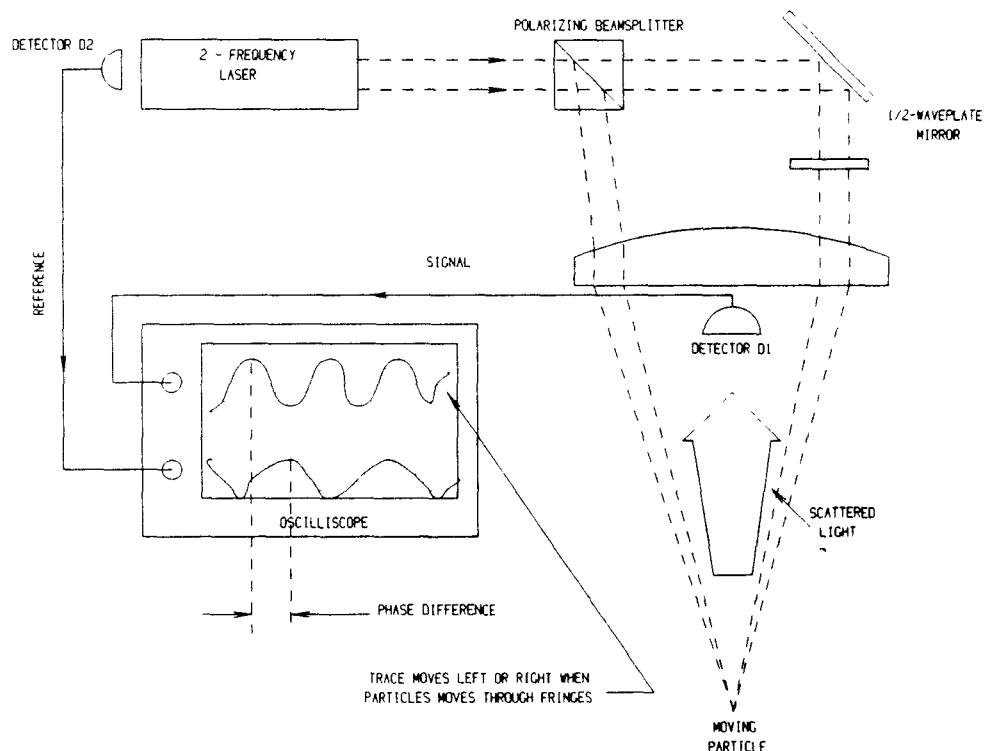 POLARIZING BEAMSPLITTER
DETECTOR D2
2 - FREQUENCY
LASER
1/2-WAVEPLATE
MIRROR
SIGNAL
REFERENCE
DETECTOR D1
OSCILLISCOPE
SCATTERED
LIGHT
PHASE DIFFERENCE
TRACE MOVES LEFT OR RIGHT WHEN
PARTICLES MOVES THROUGH FRINGES
MOVING
PARTICLE